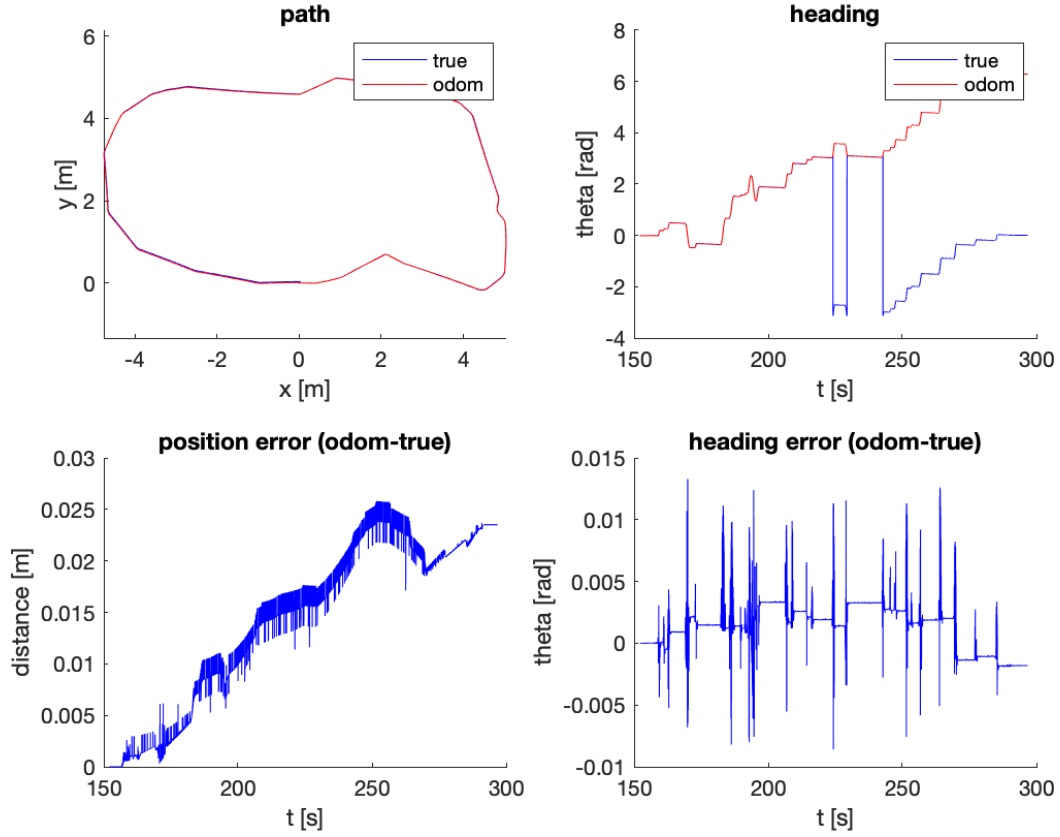 path
6
4
2
0
y [m]
-4
-2
0
2
4
x [m]
true
odom
heading
8
6
4
2
0
-2
-4
theta [rad]
150
200
250
300
t [s]
true
odom
position error (odom-true)
0.03
0.025
0.02
0.015
0.01
0.005
0
distance [m]
150
200
250
300
t [s]
heading error (odom-true)
0.015
0.01
0.005
0
-0.005
-0.01
theta [rad]
150
200
250
300
t [s]